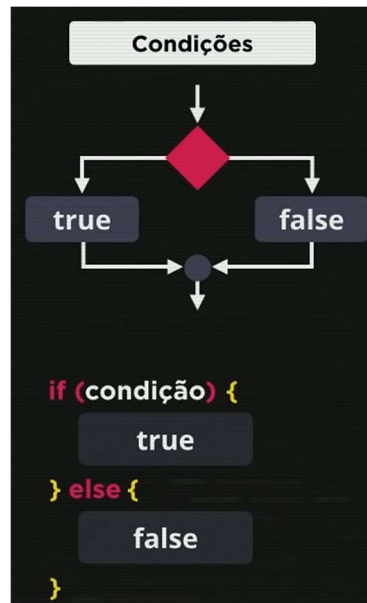 Condições
true false
if (condição) {
true
} else {
false
}